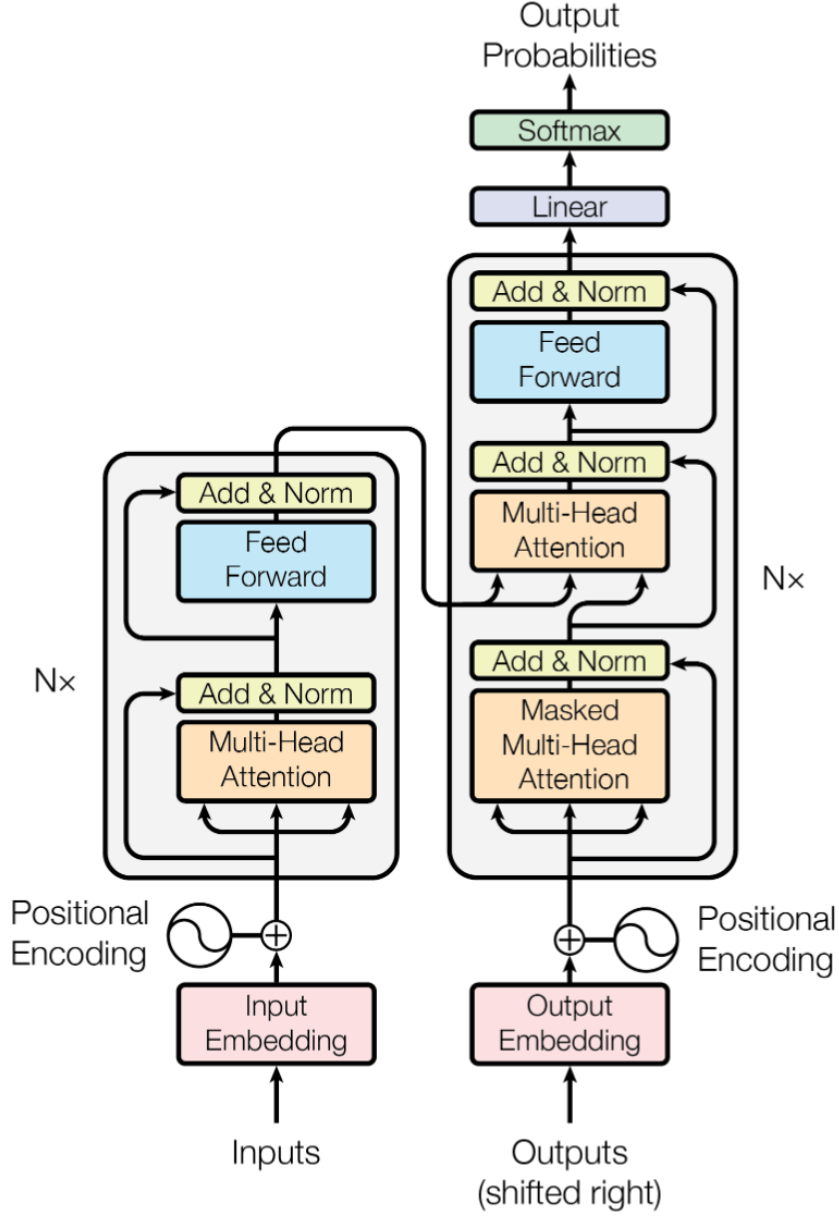 Output
Probabilities
Softmax
Linear
Add & Norm
Feed
Forward
Add & Norm
Multi-Head
Attention
Add & Norm
Masked
Multi-Head
Attention
N×
Add & Norm
Feed
Forward
Add & Norm
Multi-Head
Attention
N×
Positional
Encoding
Positional
Encoding
Input
Embedding
Output
Embedding
Inputs
Outputs
(shifted right)